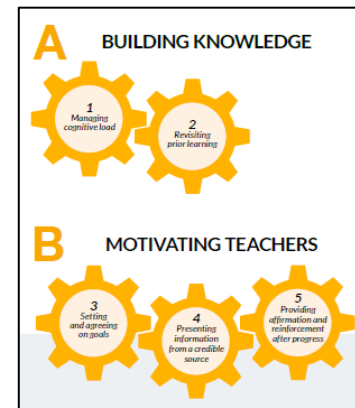 A BUILDING KNOWLEDGE
1
Managing
cognitive load
2
Revisiting
prior learning
B MOTIVATING TEACHERS
3
Setting
and agreeing
on goals
4
Presenting
information
from a credible
source
5
Providing
affirmation and
reinforcement
after progress